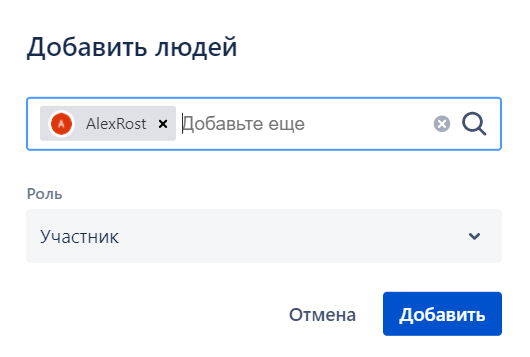 Добавить людей
A AlexRost × Добавьте еще
Роль
Участник
Отмена Добавить